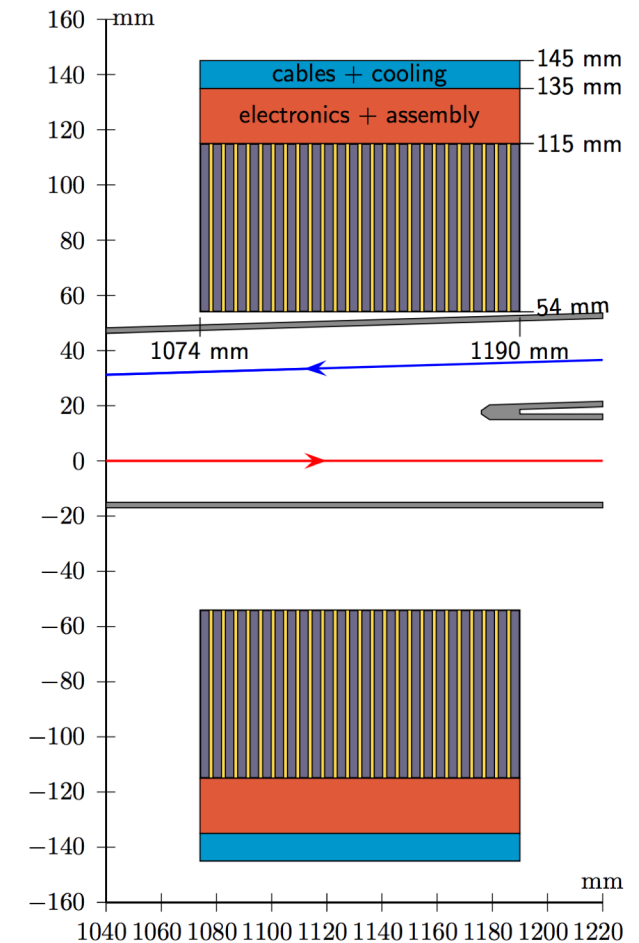 160 mm
cables + cooling 145 mm
140
135 mm
electronics + assembly
120
115 mm
100
80
60
54 mm
1074 mm 1190 mm
40
20
0
−20
−40
−60
−80
−100
−120
−140
mm
−160
1040 1060 1080 1100 1120 1140 1160 1180 1200 1220